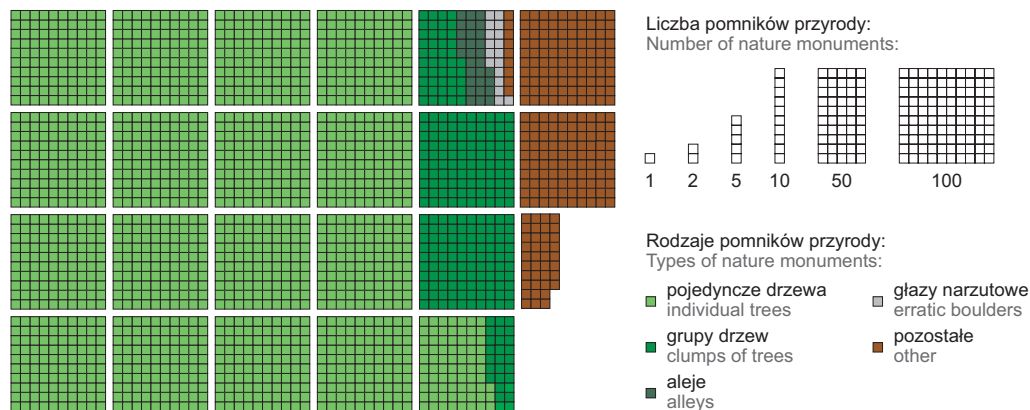 Liczba pomników przyrody:
Number of nature monuments:
1 2 5 10 50 100
Rodzaje pomników przyrody:
Types of nature monuments:
pojedyncze drzewa
individual trees
grupy drzew
clumps of trees
aleje
alleys
głazy narzutowe
erratic boulders
pozostałe
other